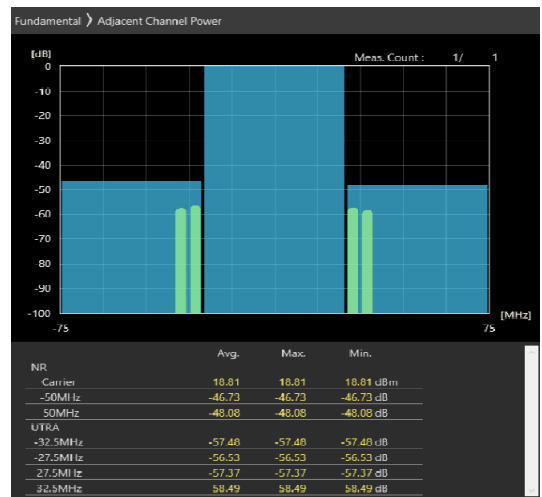 Fundamental ❯ Adjacent Channel Power
[dB]
Meas. Count : 1/ 1
0
-10
-20
-30
-40
-50
-60
-70
-80
-90
-100
[MHz]
-75 75
Avg. Max. Min.
NR
Carrier 18.81 18.81 18.81 dBm
-50MHz -46.73 -46.73 -46.73 dB
50MHz -48.08 -48.08 -48.08 dB
UTRA
-32.5MHz -57.48 -57.48 -57.48 dB
-27.5MHz -56.53 -56.53 -56.53 dB
27.5MHz -57.37 -57.37 -57.37 dB
32.5MHz 58.49 58.49 58.49 dB